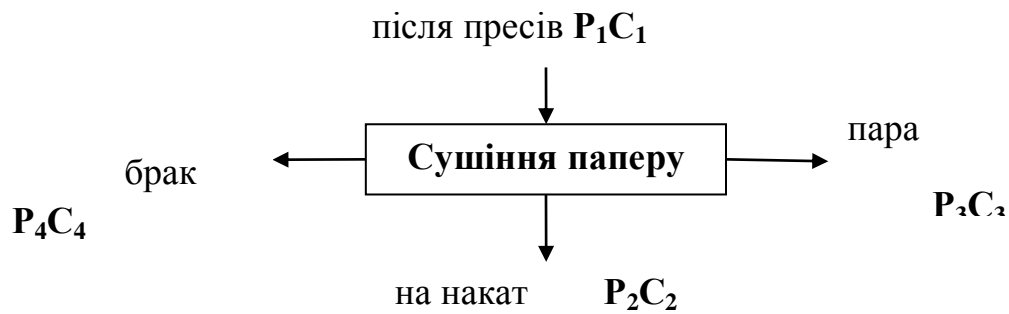 після пресів P₁C₁
пара
Сушіння паперу
брак
P₃C₃
P₄C₄
на накат P₂C₂